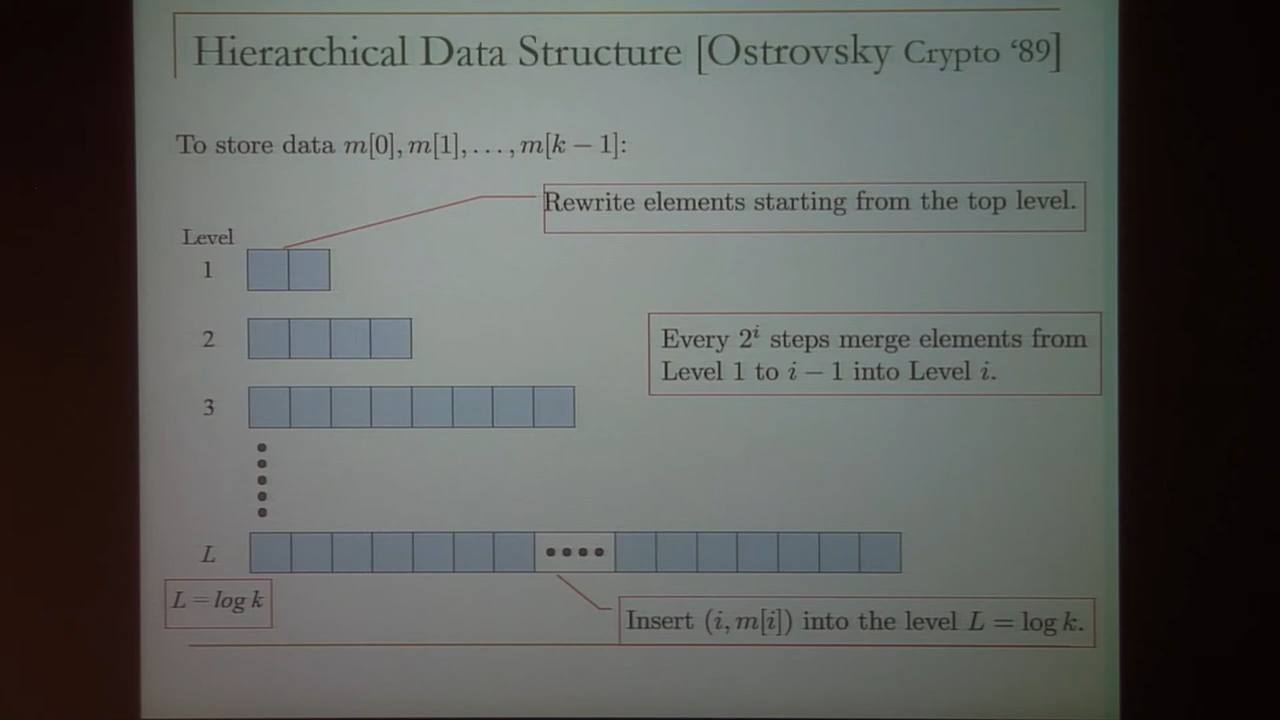 Hierarchical Data Structure [Ostrovsky Crypto ‘89]
To store data m[0], m[1], . . . , m[k − 1]:
Rewrite elements starting from the top level.
Level
1
2
Every 2^i steps merge elements from
Level 1 to i − 1 into Level i.
3
L
L = log k
Insert (i, m[i]) into the level L = log k.